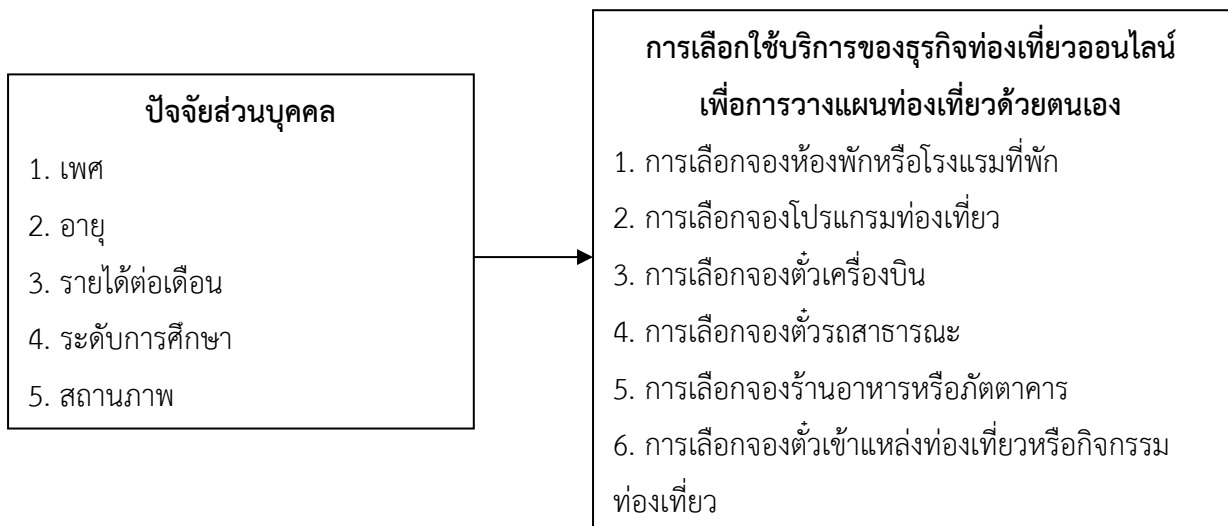 ปัจจัยส่วนบุคคล
1. เพศ
2. อายุ
3. รายได้ต่อเดือน
4. ระดับการศึกษา
5. สถานภาพ
การเลือกใช้บริการของธุรกิจท่องเที่ยวออนไลน์
เพื่อการวางแผนท่องเที่ยวด้วยตนเอง
1. การเลือกจองห้องพักหรือโรงแรมที่พัก
2. การเลือกจองโปรแกรมท่องเที่ยว
3. การเลือกจองตั๋วเครื่องบิน
4. การเลือกจองตั๋วรถสาธารณะ
5. การเลือกจองร้านอาหารหรือภัตตาคาร
6. การเลือกจองตั๋วเข้าแหล่งท่องเที่ยวหรือกิจกรรม
ท่องเที่ยว